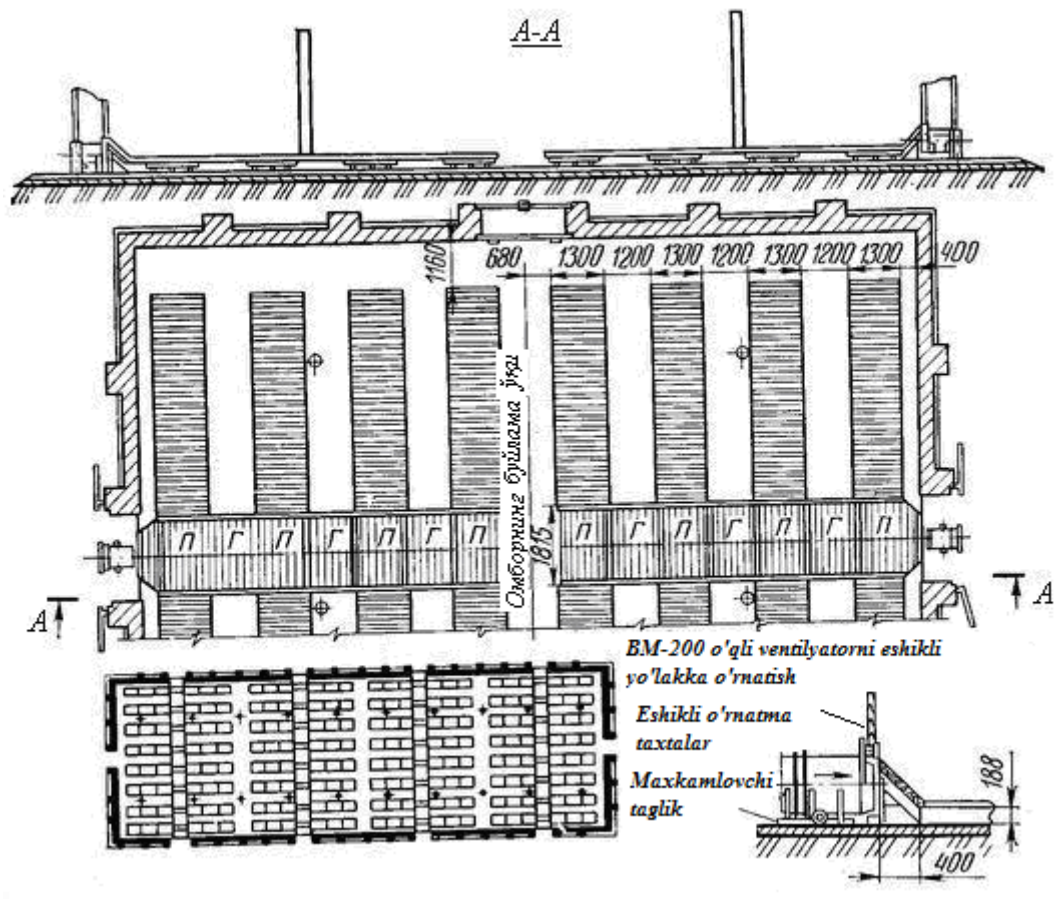 A-A
1160
680
1300
1200
1300
1200
1300
1200
1300
400
Омборнинг буйлама ўқи
П Г П Г П Г П
1815
П Г П Г П Г П
A
A
BM-200 o'qli ventilyatorni eshikli
yo'lakka o'rnatish
Eshikli o'rnatma
taxtalar
Maxkamlovchi
taglik
188
400